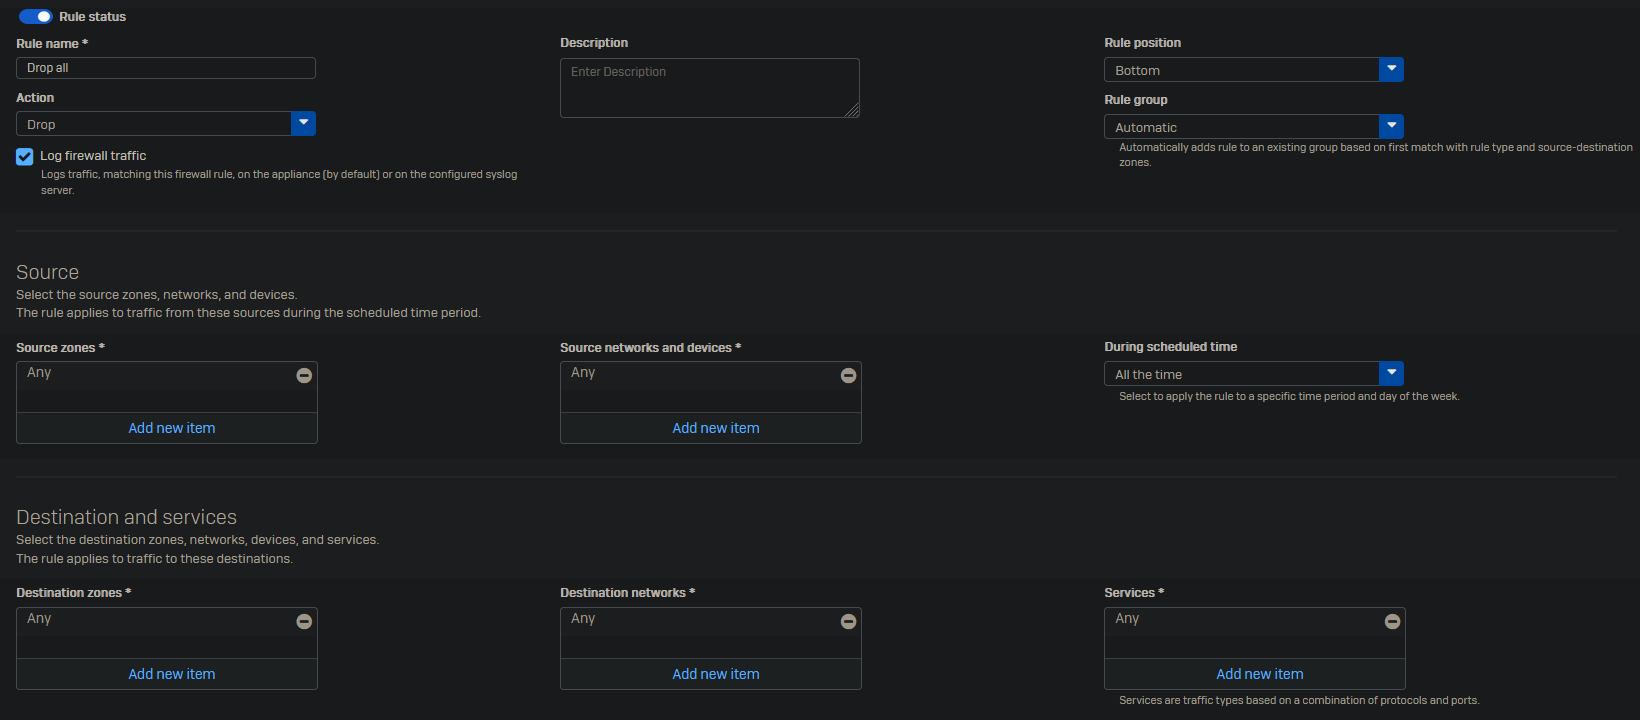 Rule status
Rule name *
Drop all
Action
Drop
Log firewall traffic
Logs traffic, matching this firewall rule, on the appliance (by default) or on the configured syslog
server.
Description
Enter Description
Rule position
Bottom
Rule group
Automatic
Automatically adds rule to an existing group based on first match with rule type and source-destination
zones.
Source
Select the source zones, networks, and devices.
The rule applies to traffic from these sources during the scheduled time period.
Source zones *
Any
Add new item
Source networks and devices *
Any
Add new item
During scheduled time
All the time
Select to apply the rule to a specific time period and day of the week.
Destination and services
Select the destination zones, networks, devices, and services.
The rule applies to traffic to these destinations.
Destination zones *
Any
Add new item
Destination networks *
Any
Add new item
Services *
Any
Add new item
Services are traffic types based on a combination of protocols and ports.